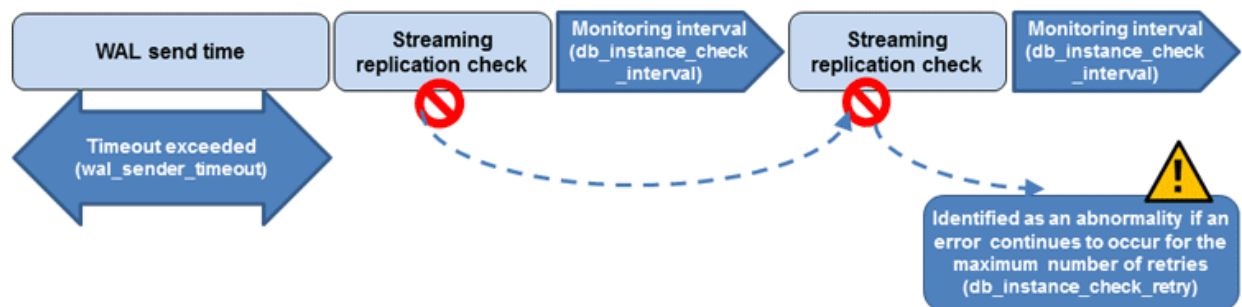 WAL send time
Streaming
replication check
Monitoring interval
(db_instance_check
_interval)
Streaming
replication check
Monitoring interval
(db_instance_check
_interval)
Timeout exceeded
(wal_sender_timeout)
Identified as an abnormality if an
error continues to occur for the
maximum number of retries
(db_instance_check_retry)